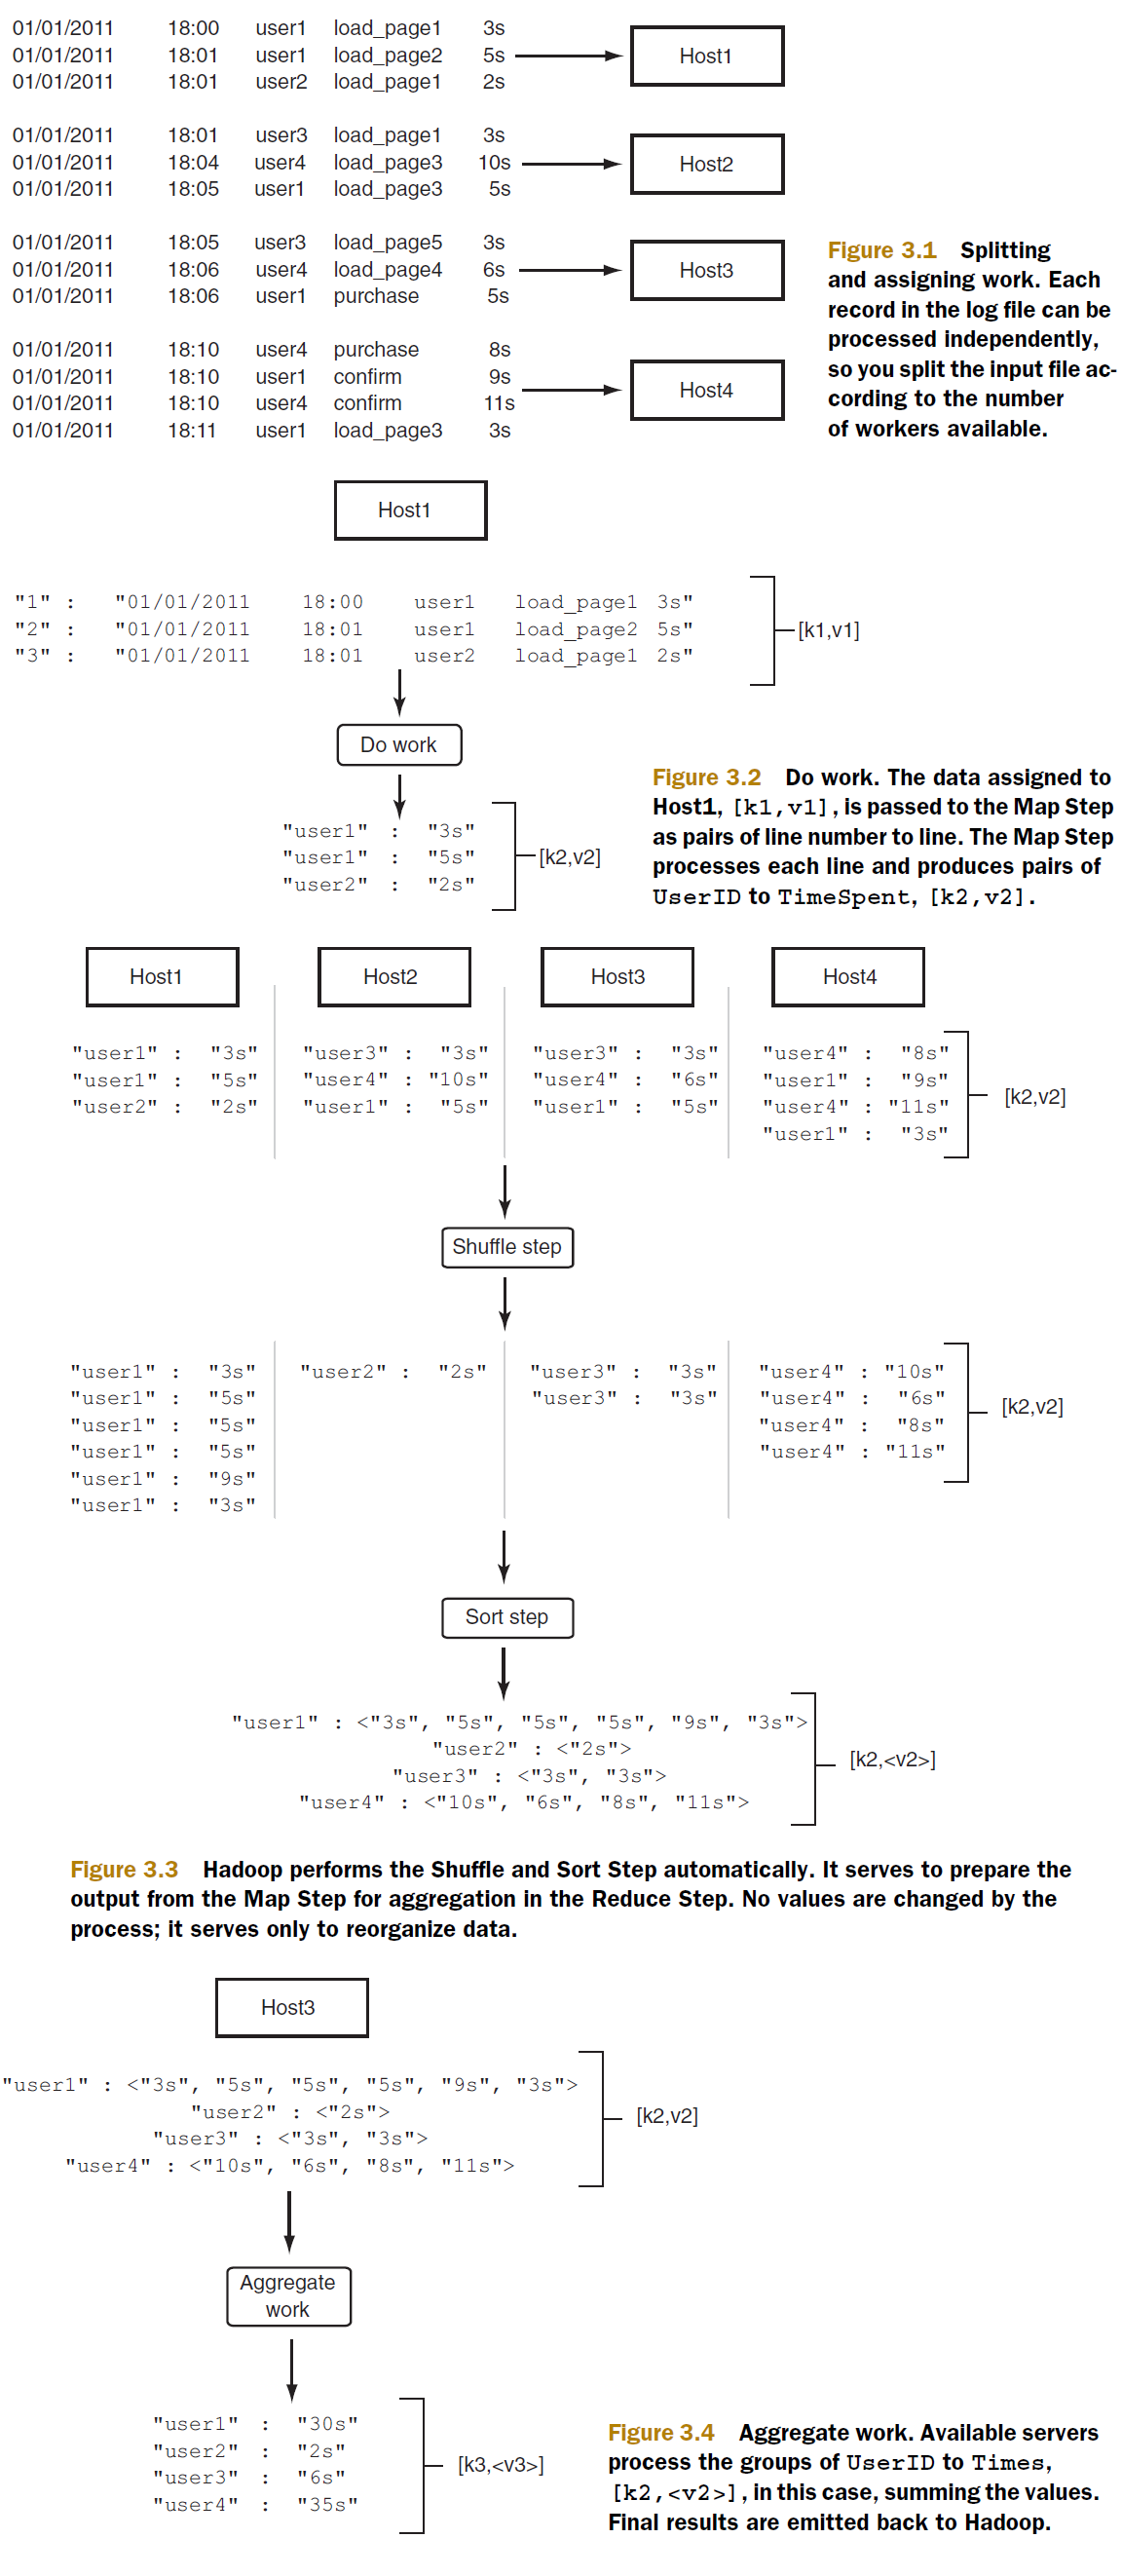 01/01/2011 18:00 user1 load_page1 3s
01/01/2011 18:01 user1 load_page2 5s
01/01/2011 18:01 user2 load_page1 2s
Host1
01/01/2011 18:01 user3 load_page1 3s
01/01/2011 18:04 user4 load_page3 10s
01/01/2011 18:05 user1 load_page3 5s
Host2
01/01/2011 18:05 user3 load_page5 3s
01/01/2011 18:06 user4 load_page4 6s
01/01/2011 18:06 user1 purchase 5s
Host3
01/01/2011 18:10 user4 purchase 8s
01/01/2011 18:10 user1 confirm 9s
01/01/2011 18:10 user4 confirm 11s
01/01/2011 18:11 user1 load_page3 3s
Host4
Figure 3.1 Splitting
and assigning work. Each
record in the log file can be
processed independently,
so you split the input file ac-
cording to the number
of workers available.
Host1
"1" : "01/01/2011 18:00 user1 load_page1 3s"
"2" : "01/01/2011 18:01 user1 load_page2 5s"
"3" : "01/01/2011 18:01 user2 load_page1 2s"
[k1,v1]
Do work
"user1" : "3s"
"user1" : "5s"
"user2" : "2s"
[k2,v2]
Figure 3.2 Do work. The data assigned to
Host1, [k1,v1], is passed to the Map Step
as pairs of line number to line. The Map Step
processes each line and produces pairs of
UserID to TimeSpent, [k2,v2].
Host1 Host2 Host3 Host4
"user1" : "3s" "user3" : "3s" "user3" : "3s" "user4" : "8s"
"user1" : "5s" "user4" : "10s" "user4" : "6s" "user1" : "9s"
"user2" : "2s" "user1" : "5s" "user1" : "5s" "user4" : "11s"
"user1" : "3s"
[k2,v2]
Shuffle step
"user1" : "3s" "user2" : "2s" "user3" : "3s" "user4" : "10s"
"user1" : "5s" "user3" : "3s" "user4" : "6s"
"user1" : "5s" "user4" : "8s"
"user1" : "5s" "user4" : "11s"
"user1" : "9s"
"user1" : "3s"
[k2,v2]
Sort step
"user1" : <"3s", "5s", "5s", "5s", "9s", "3s">
"user2" : <"2s">
"user3" : <"3s", "3s">
"user4" : <"10s", "6s", "8s", "11s">
[k2,<v2>]
Figure 3.3 Hadoop performs the Shuffle and Sort Step automatically. It serves to prepare the
output from the Map Step for aggregation in the Reduce Step. No values are changed by the
process; it serves only to reorganize data.
Host3
"user1" : <"3s", "5s", "5s", "5s", "9s", "3s">
"user2" : <"2s">
"user3" : <"3s", "3s">
"user4" : <"10s", "6s", "8s", "11s">
[k2,v2]
Aggregate
work
"user1" : "30s"
"user2" : "2s"
"user3" : "6s"
"user4" : "35s"
[k3,<v3>]
Figure 3.4 Aggregate work. Available servers
process the groups of UserID to Times,
[k2,<v2>], in this case, summing the values.
Final results are emitted back to Hadoop.